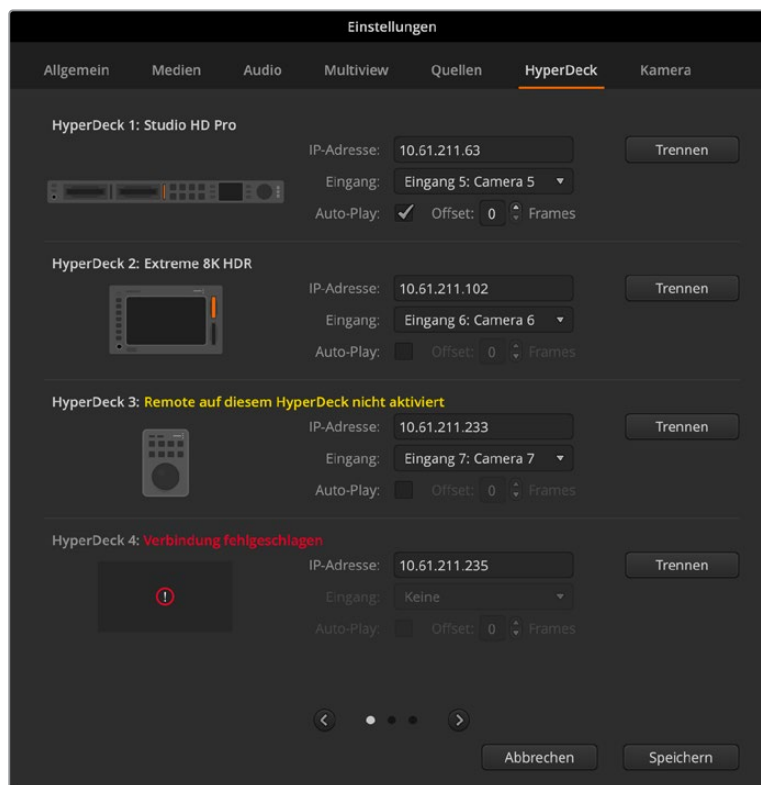 Einstellungen
Allgemein Medien Audio Multiview Quellen HyperDeck Kamera
HyperDeck 1: Studio HD Pro
IP-Adresse: 10.61.211.63 Trennen
Eingang: Eingang 5: Camera 5
Auto-Play: Offset: 0 Frames
HyperDeck 2: Extreme 8K HDR
IP-Adresse: 10.61.211.102 Trennen
Eingang: Eingang 6: Camera 6
Auto-Play: Offset: 0 Frames
HyperDeck 3: Remote auf diesem HyperDeck nicht aktiviert
IP-Adresse: 10.61.211.233 Trennen
Eingang: Eingang 7: Camera 7
Auto-Play: Offset: 0 Frames
HyperDeck 4: Verbindung fehlgeschlagen
IP-Adresse: 10.61.211.235 Trennen
Eingang: Keine
Auto-Play: Offset: 0 Frames
Abbrechen Speichern